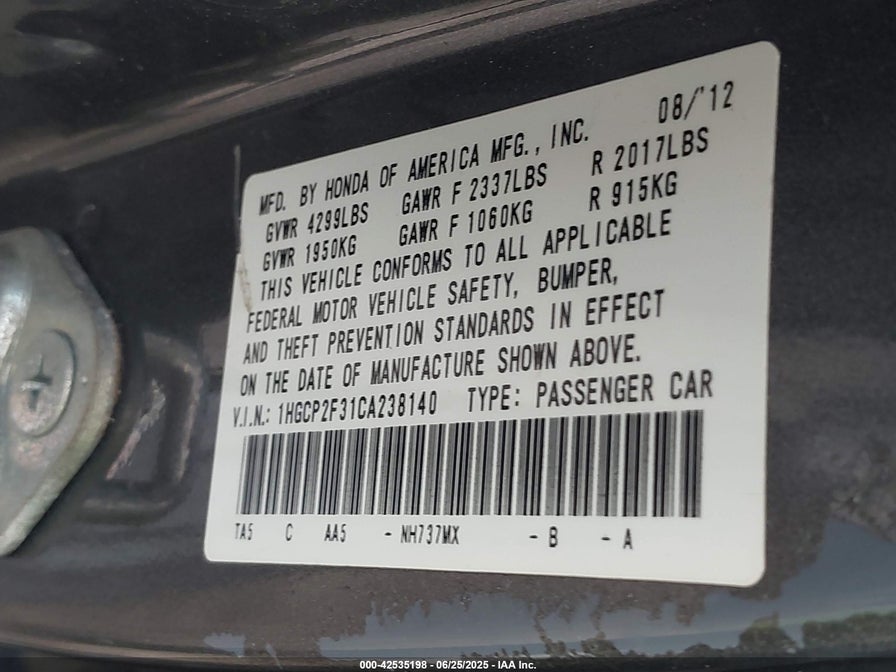 08/'12
MFD. BY HONDA OF AMERICA MFG., INC.
GVWR 4299LBS GAWR F 2337LBS R 2017LBS
GVWR 1950KG GAWR F 1060KG R 915KG
THIS VEHICLE CONFORMS TO ALL APPLICABLE
FEDERAL MOTOR VEHICLE SAFETY, BUMPER,
AND THEFT PREVENTION STANDARDS IN EFFECT
ON THE DATE OF MANUFACTURE SHOWN ABOVE.
V.I.N.: 1HGCP2F31CA238140 TYPE: PASSENGER CAR
TA5 C AA5 - NH737MX - B - A
000-42535198 - 06/25/2025 - IAA Inc.